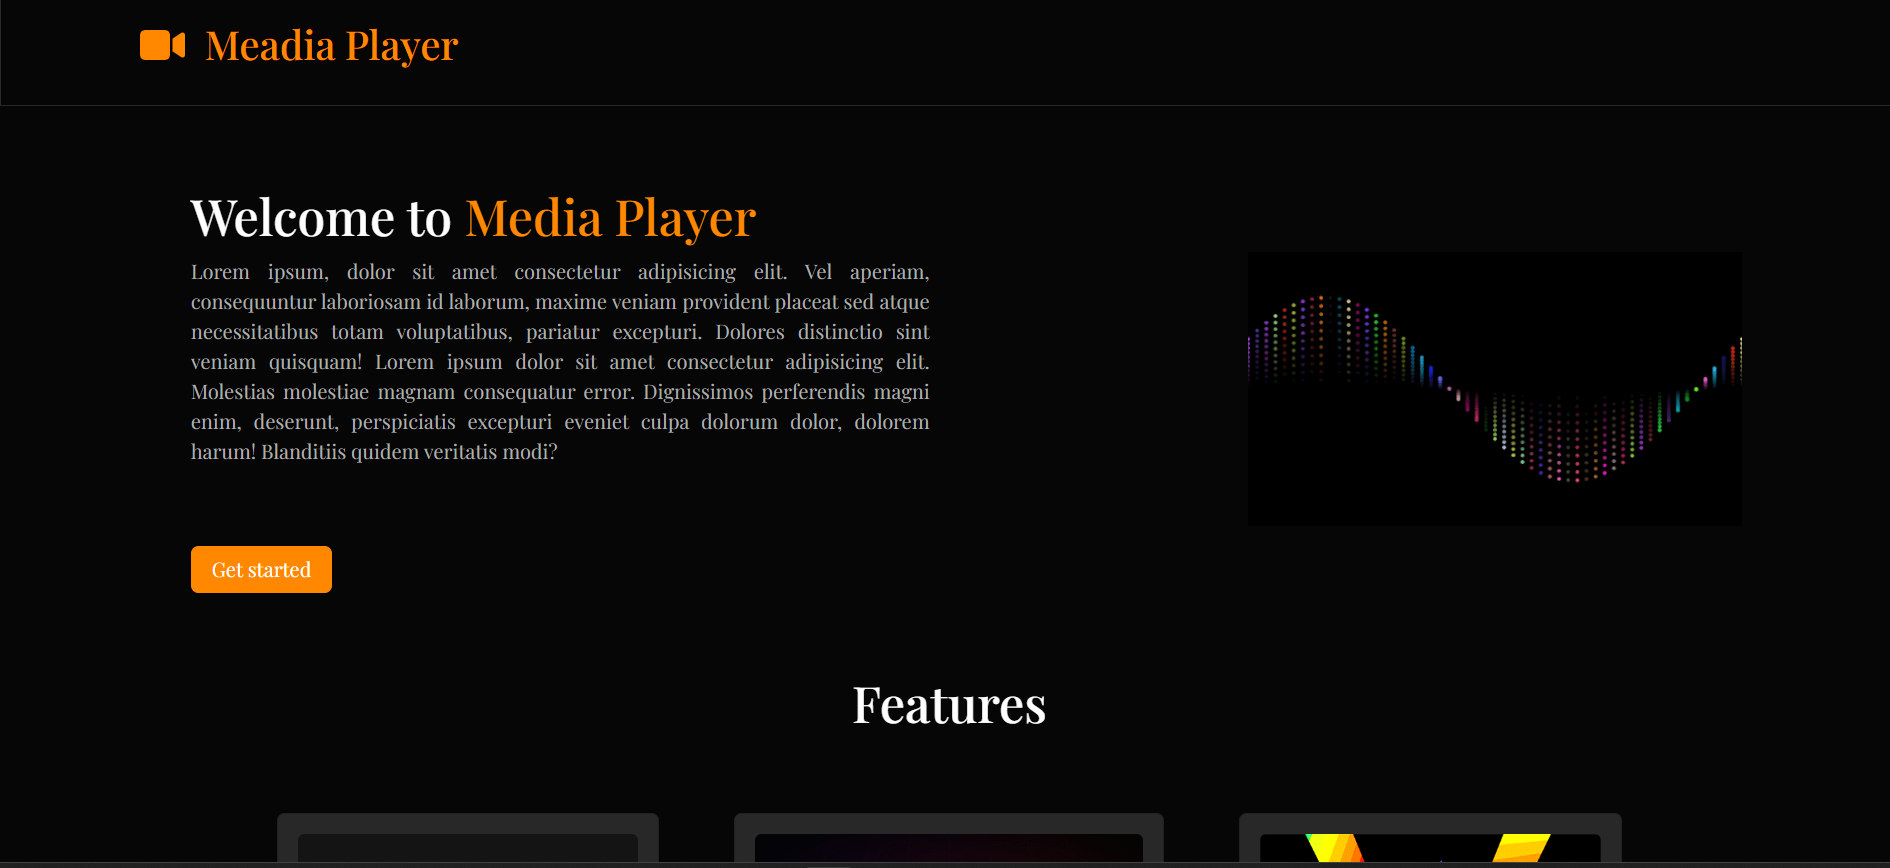 Meadia Player
Welcome to Media Player
Lorem ipsum, dolor sit amet consectetur adipisicing elit. Vel aperiam,
consequuntur laboriosam id laborum, maxime veniam provident placeat sed atque
necessitatibus totam voluptatibus, pariatur excepturi. Dolores distinctio sint
veniam quisquam! Lorem ipsum dolor sit amet consectetur adipisicing elit.
Molestias molestiae magnam consequatur error. Dignissimos perferendis magni
enim, deserunt, perspiciatis excepturi eveniet culpa dolorum dolor, dolorem
harum! Blanditiis quidem veritatis modi?
Get started
Features